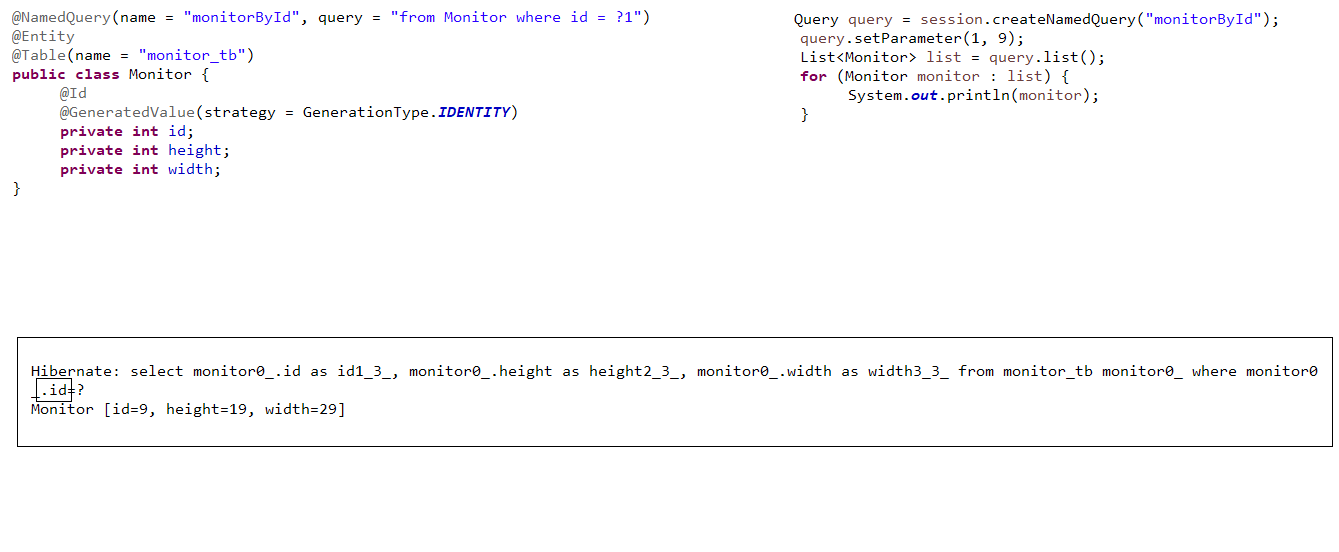 @NamedQuery(name = "monitorById", query = "from Monitor where id = ?1")
@Entity
@Table(name = "monitor_tb")
public class Monitor {
@Id
@GeneratedValue(strategy = GenerationType.IDENTITY)
private int id;
private int height;
private int width;
}
Query query = session.createNamedQuery("monitorById");
query.setParameter(1, 9);
List<Monitor> list = query.list();
for (Monitor monitor : list) {
System.out.println(monitor);
}
Hibernate: select monitor0_.id as id1_3_, monitor0_.height as height2_3_, monitor0_.width as width3_3_ from monitor_tb monitor0_ where monitor0
_.id=?
Monitor [id=9, height=19, width=29]